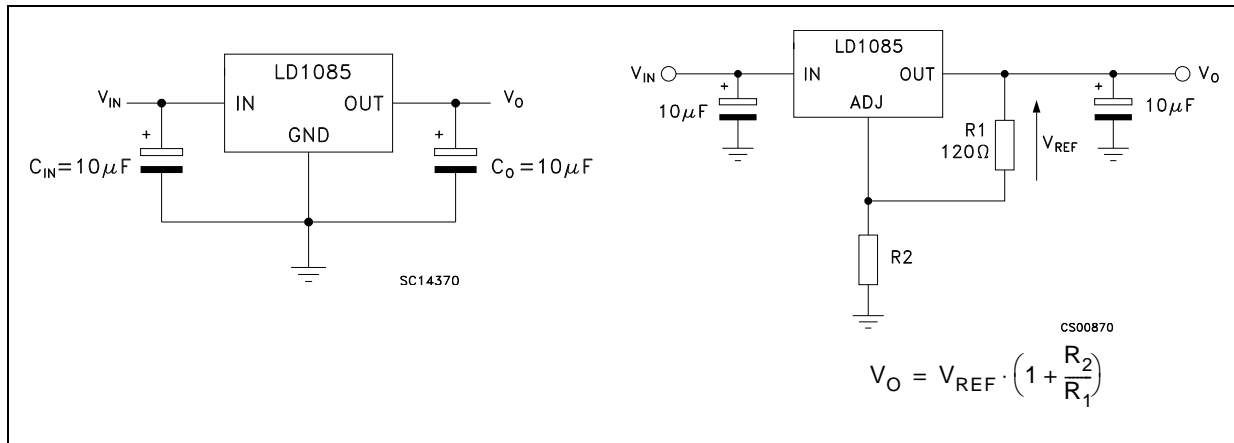 LD1085
V_IN
IN
OUT
V_O
GND
+
+
C_IN=10μF
C_O=10μF
SC14370
LD1085
V_IN
IN
OUT
V_O
ADJ
+
+
10μF
10μF
R1
120Ω
V_REF
R2
CS00870
V_O = V_REF · (1 + R_2/R_1)